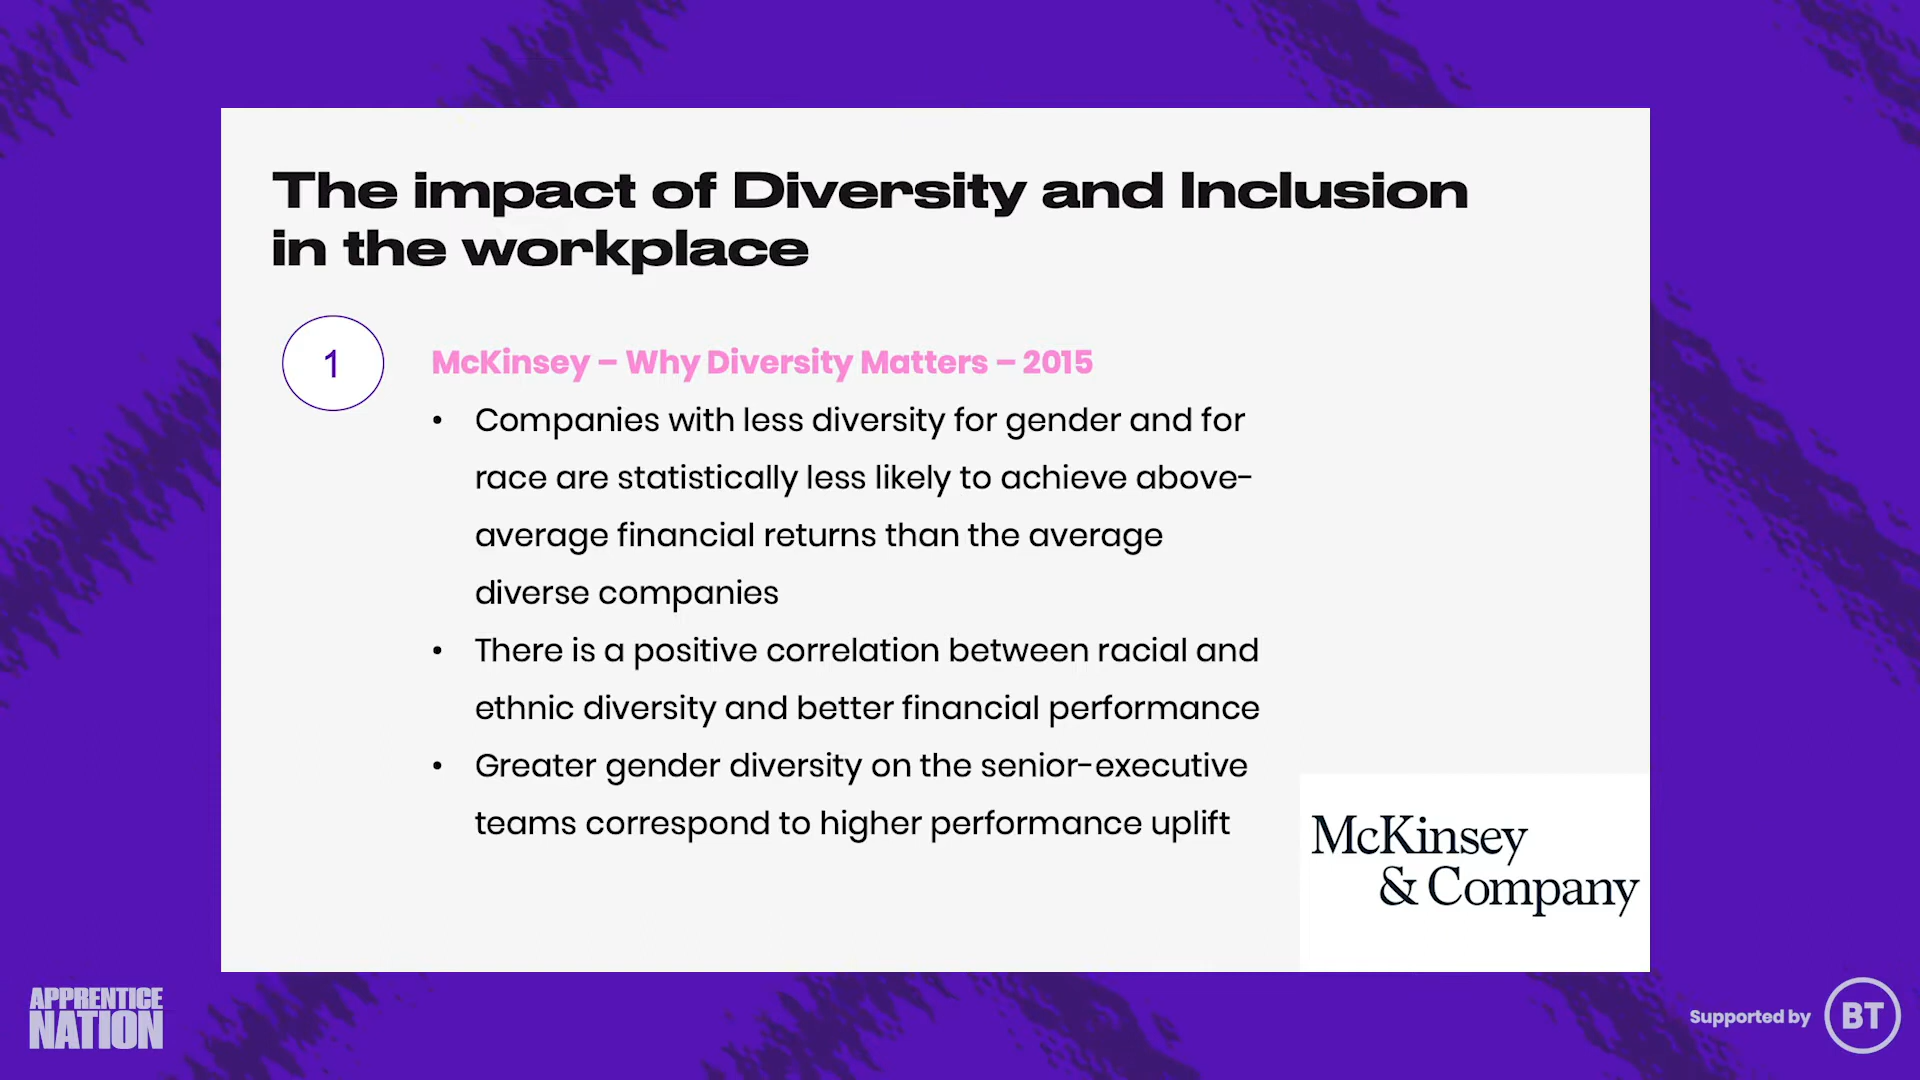 The impact of Diversity and Inclusion
in the workplace
1
McKinsey – Why Diversity Matters – 2015
• Companies with less diversity for gender and for
race are statistically less likely to achieve above-
average financial returns than the average
diverse companies
• There is a positive correlation between racial and
ethnic diversity and better financial performance
• Greater gender diversity on the senior-executive
teams correspond to higher performance uplift
McKinsey
& Company
APPRENTICE
NATION
Supported by BT